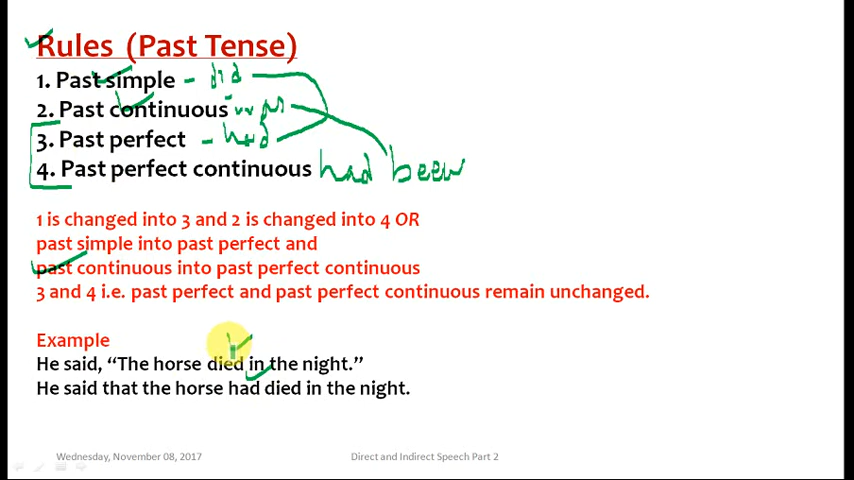 Rules (Past Tense)
1. Past simple - did
2. Past continuous was
3. Past perfect - had
4. Past perfect continuous had been
1 is changed into 3 and 2 is changed into 4 OR
past simple into past perfect and
past continuous into past perfect continuous
3 and 4 i.e. past perfect and past perfect continuous remain unchanged.
Example
He said, “The horse died in the night.”
He said that the horse had died in the night.
Wednesday, November 08, 2017 Direct and Indirect Speech Part 2